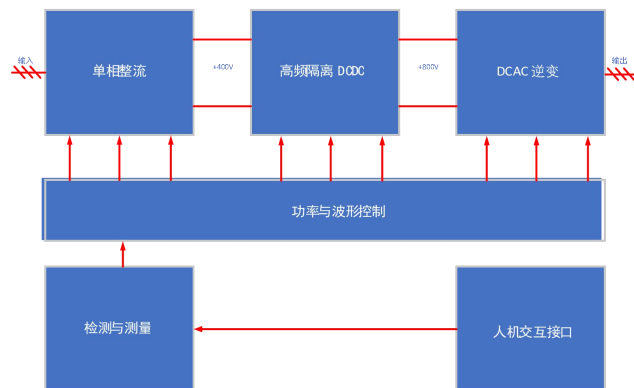 输入
单相整流
+400V
高频隔离 DCDC
+800V
DCAC 逆变
输出
功率与波形控制
检测与测量
人机交互接口